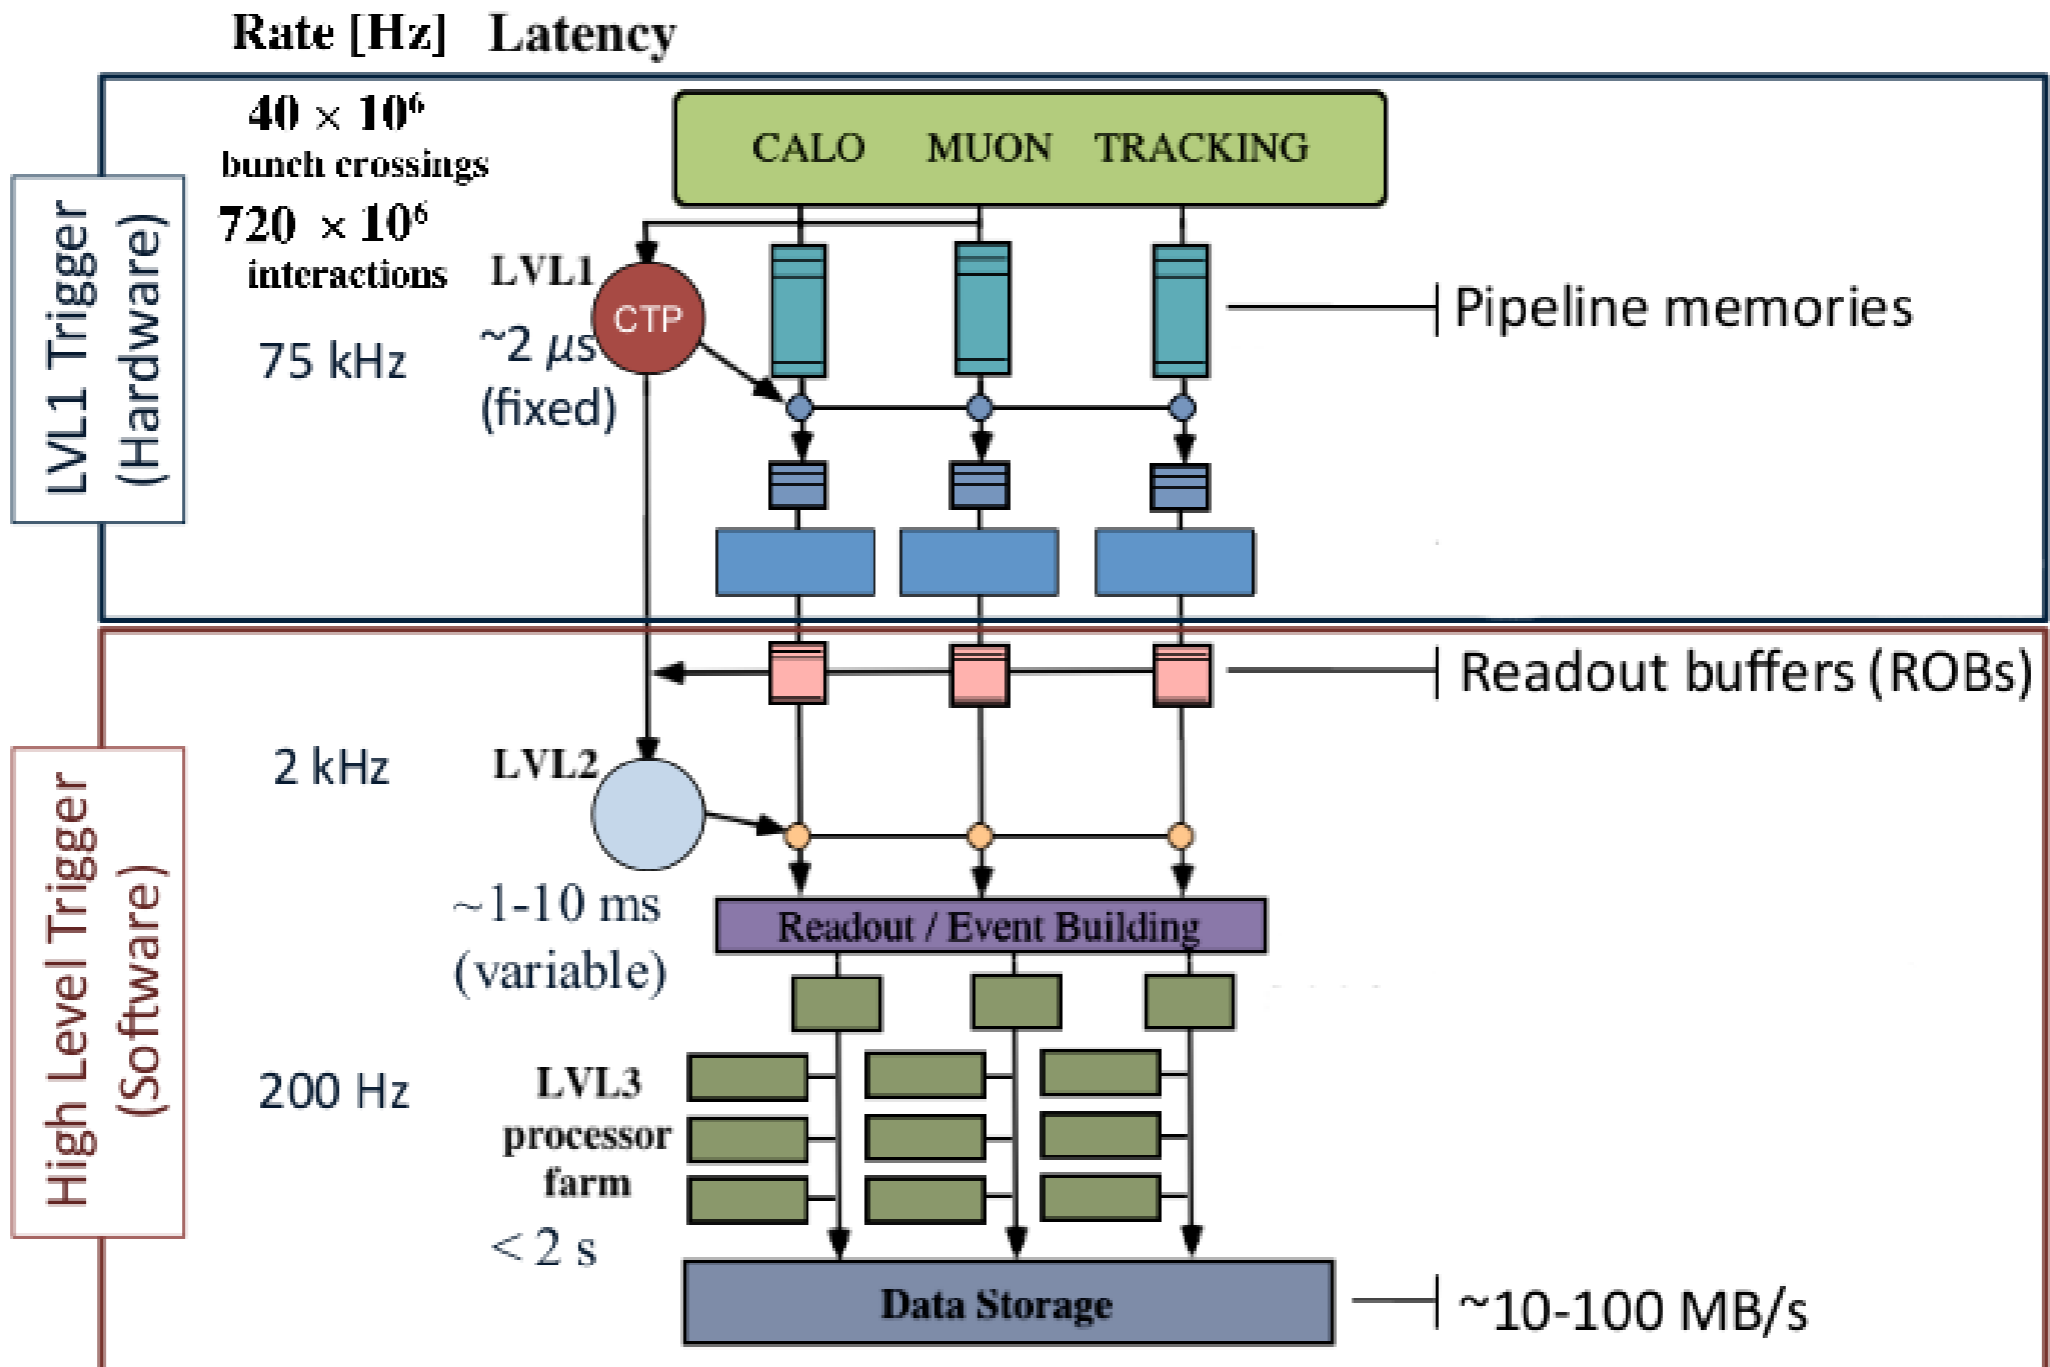 Rate [Hz] Latency
40 × 10⁶
bunch crossings
720 × 10⁶
interactions
LVL1 Trigger
(Hardware)
CALO MUON TRACKING
LVL1
CTP
75 kHz
~2 μs
(fixed)
Pipeline memories
Readout buffers (ROBs)
High Level Trigger
(Software)
2 kHz
LVL2
~1-10 ms
(variable)
Readout / Event Building
200 Hz
LVL3
processor
farm
< 2 s
Data Storage
~10-100 MB/s